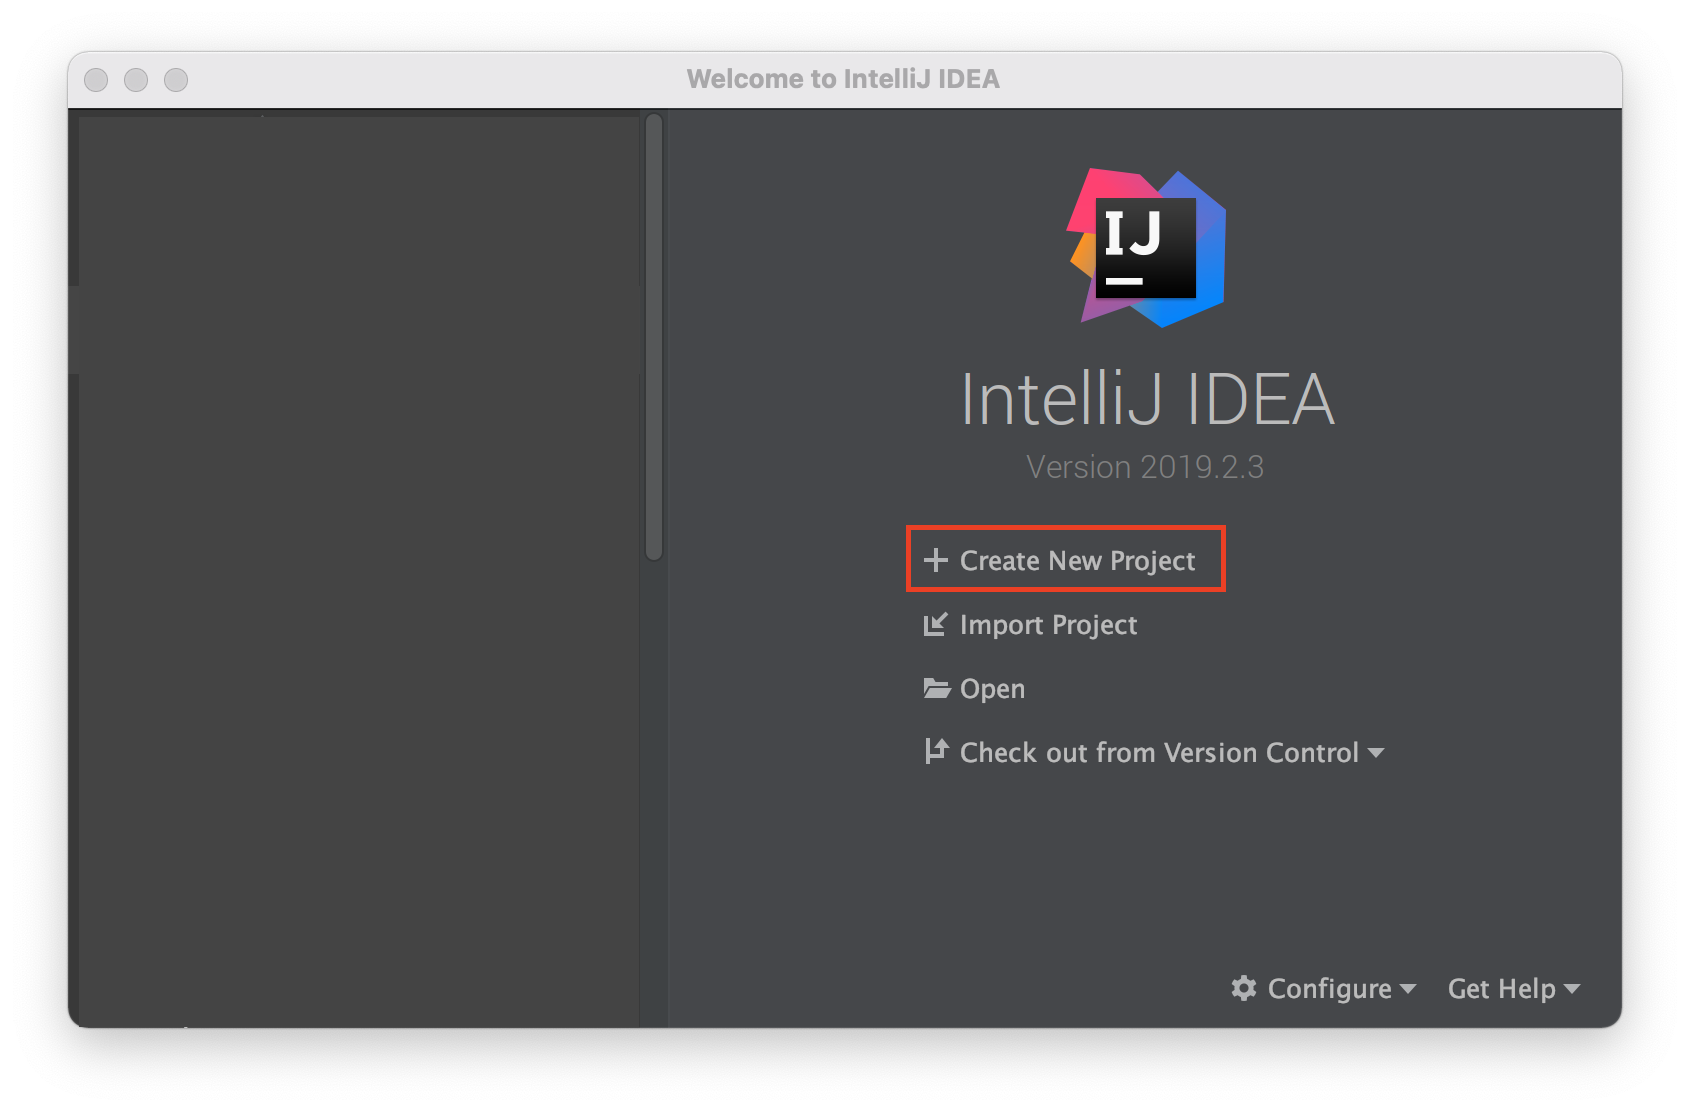 Welcome to IntelliJ IDEA
IJ
IntelliJ IDEA
Version 2019.2.3
Create New Project
Import Project
Open
Check out from Version Control
Configure
Get Help